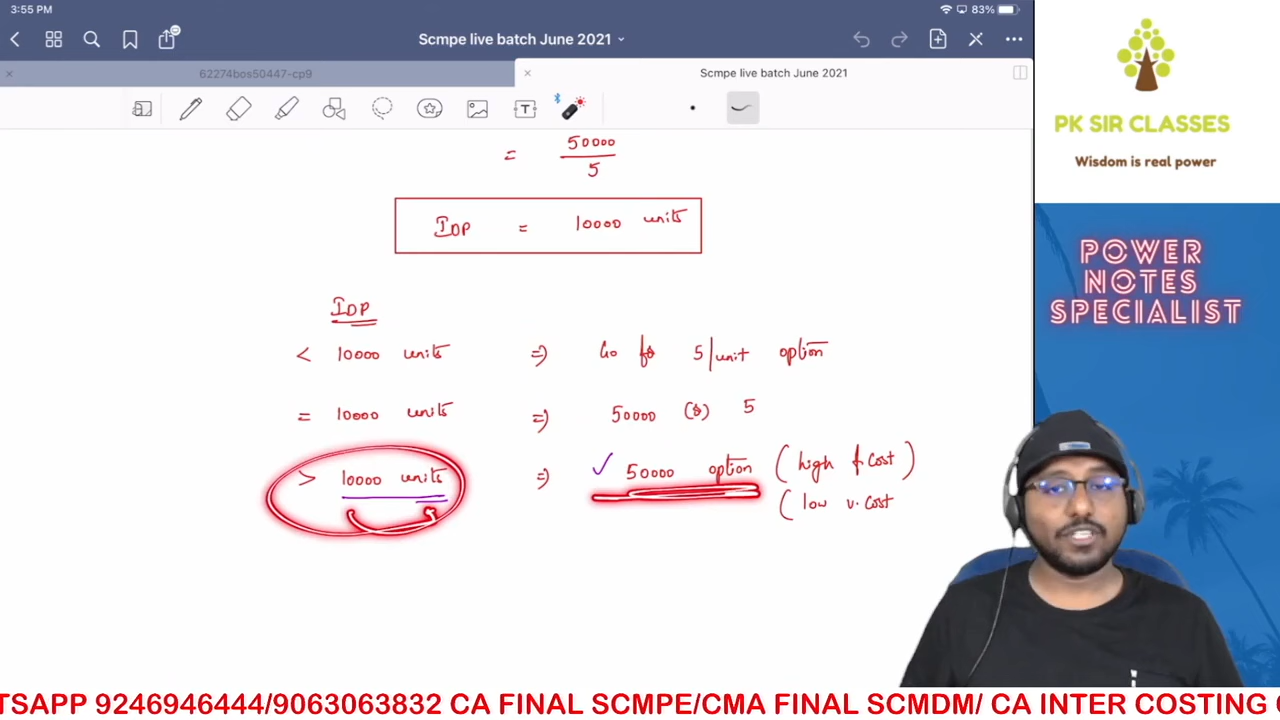 3:55 PM
83%
Scmpe live batch June 2021
62274bos50447-cp9
Scmpe live batch June 2021
T
50000
= 5
IDP = 10000 units
IDP
< 10000 units => Go for 5/unit option
= 10000 units => 50000 (or) 5
> 10000 units => ✓ 50000 option (high f.cost)
(low v.cost
PK SIR CLASSES
Wisdom is real power
POWER
NOTES
SPECIALIST
TSAPP 9246946444/9063063832 CA FINAL SCMPE/CMA FINAL SCMDM/ CA INTER COSTING